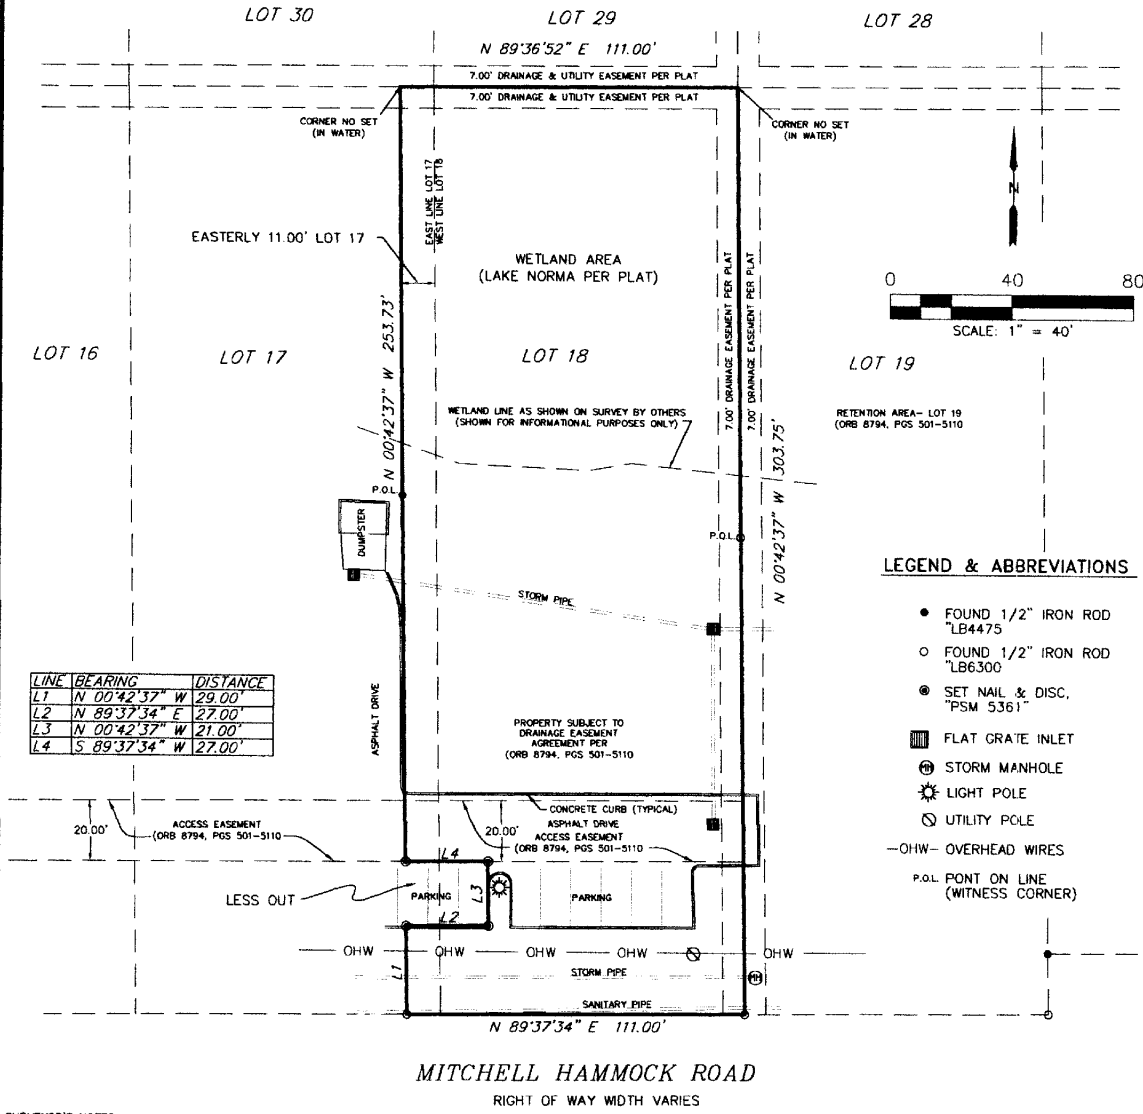 LOT 30
LOT 29
LOT 28
N 89°36'52" E 111.00'
7.00' DRAINAGE & UTILITY EASEMENT PER PLAT
7.00' DRAINAGE & UTILITY EASEMENT PER PLAT
CORNER NO SET
(IN WATER)
CORNER NO SET
(IN WATER)
N
EAST LINE LOT 17
WEST LINE LOT 18
EASTERLY 11.00' LOT 17
WETLAND AREA
(LAKE NORMA PER PLAT)
7.00' DRAINAGE EASEMENT PER PLAT
7.00' DRAINAGE EASEMENT PER PLAT
0 40 80
SCALE: 1" = 40'
N 00°42'37" W 253.73'
LOT 16
LOT 17
LOT 18
LOT 19
WETLAND LINE AS SHOWN ON SURVEY BY OTHERS
(SHOWN FOR INFORMATIONAL PURPOSES ONLY)
RETENTION AREA- LOT 19
(ORB 8794, PGS 501-5110
N 00°42'37" W 303.75'
P.O.L.
DUMPSTER
P.O.L.
STORM PIPE
LEGEND & ABBREVIATIONS
FOUND 1/2" IRON ROD
"LB4475
FOUND 1/2" IRON ROD
"LB6300
SET NAIL & DISC,
"PSM 5361"
FLAT GRATE INLET
MH STORM MANHOLE
LIGHT POLE
UTILITY POLE
-OHW- OVERHEAD WIRES
P.O.L. PONT ON LINE
(WITNESS CORNER)
LINE BEARING DISTANCE
L1 N 00°42'37" W 29.00'
L2 N 89°37'34" E 27.00'
L3 N 00°42'37" W 21.00'
L4 S 89°37'34" W 27.00'
ASPHALT DRIVE
PROPERTY SUBJECT TO
DRAINAGE EASEMENT
AGREEMENT PER
(ORB 8794, PGS 501-5110
CONCRETE CURB (TYPICAL)
20.00'
ACCESS EASEMENT
(ORB 8794, PGS 501-5110
20.00'
ASPHALT DRIVE
ACCESS EASEMENT
(ORB 8794, PGS 501-5110
L4
LESS OUT
PARKING
L3
PARKING
L2
OHW OHW OHW OHW OHW
L1
STORM PIPE
MH
SANITARY PIPE
N 89°37'34" E 111.00'
MITCHELL HAMMOCK ROAD
RIGHT OF WAY WIDTH VARIES